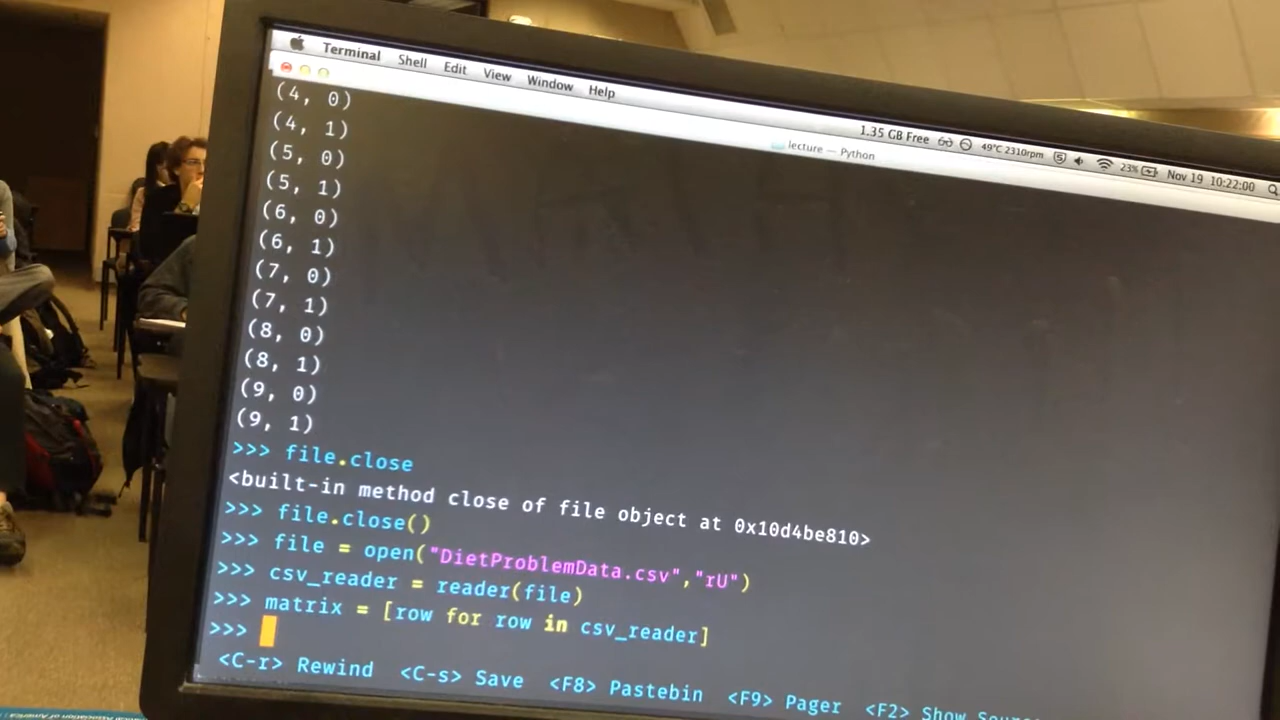 Terminal Shell Edit View Window Help
1.35 GB Free 49°C 2310rpm 23% Nov 19 10:22:00
lecture — Python
(4, 0)
(4, 1)
(5, 0)
(5, 1)
(6, 0)
(6, 1)
(7, 0)
(7, 1)
(8, 0)
(8, 1)
(9, 0)
(9, 1)
>>> file.close
<built-in method close of file object at 0x10d4be810>
>>> file.close()
>>> file = open("DietProblemData.csv","rU")
>>> csv_reader = reader(file)
>>> matrix = [row for row in csv_reader]
>>>
<C-r> Rewind <C-s> Save <F8> Pastebin <F9> Pager <F2> Show